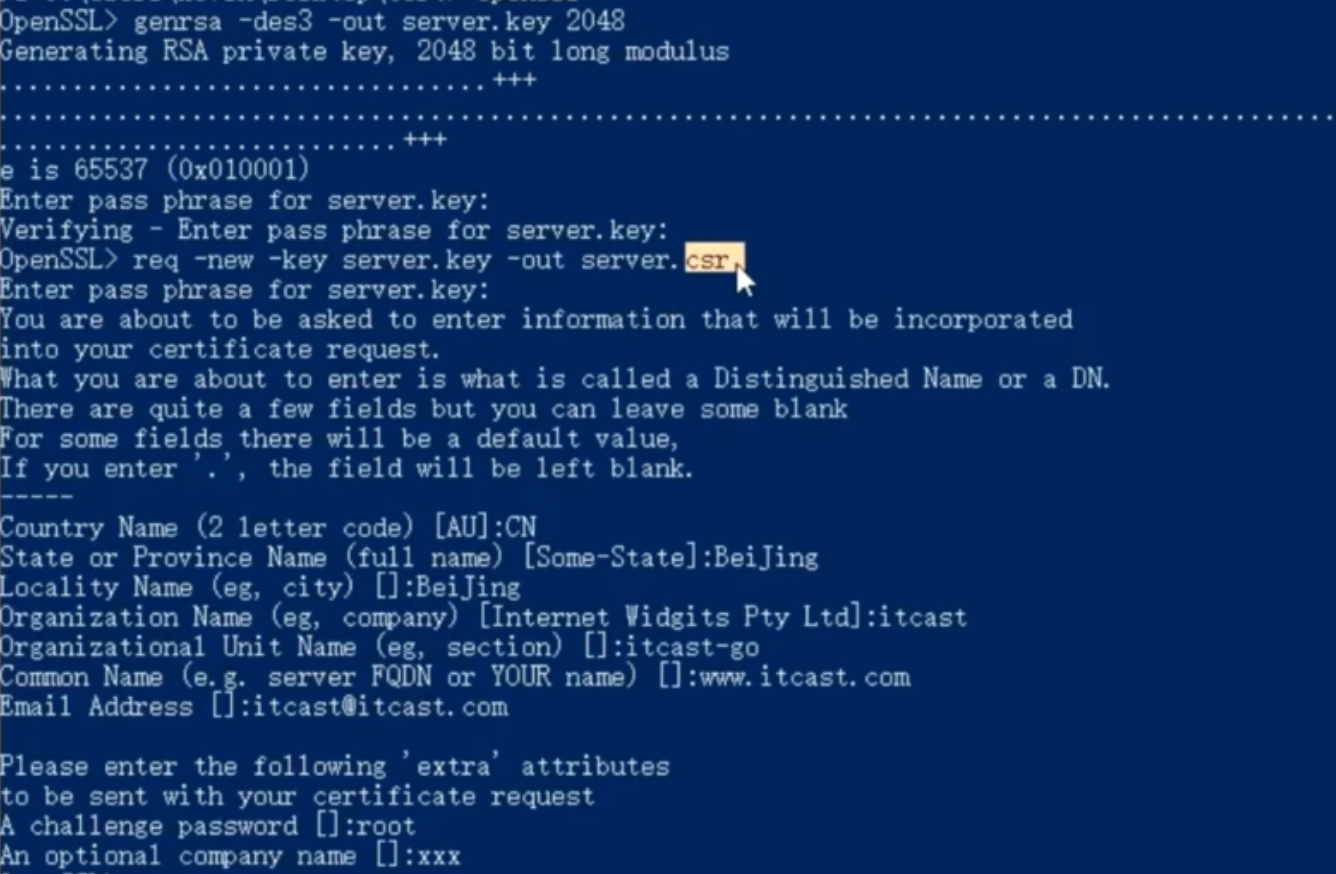 OpenSSL> genrsa -des3 -out server.key 2048
Generating RSA private key, 2048 bit long modulus
.................................+++
...........................................................................................
...........................+++
e is 65537 (0x010001)
Enter pass phrase for server.key:
Verifying - Enter pass phrase for server.key:
OpenSSL> req -new -key server.key -out server.csr
Enter pass phrase for server.key:
You are about to be asked to enter information that will be incorporated
into your certificate request.
What you are about to enter is what is called a Distinguished Name or a DN.
There are quite a few fields but you can leave some blank
For some fields there will be a default value,
If you enter '.', the field will be left blank.
-----
Country Name (2 letter code) [AU]:CN
State or Province Name (full name) [Some-State]:BeiJing
Locality Name (eg, city) []:BeiJing
Organization Name (eg, company) [Internet Widgits Pty Ltd]:itcast
Organizational Unit Name (eg, section) []:itcast-go
Common Name (e.g. server FQDN or YOUR name) []:www.itcast.com
Email Address []:itcast@itcast.com
Please enter the following 'extra' attributes
to be sent with your certificate request
A challenge password []:root
An optional company name []:xxx